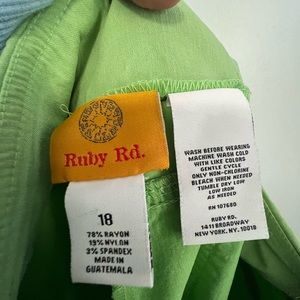 Ruby Rd.
18
78% RAYON
19% NYLON
3% SPANDEX
MADE IN
GUATEMALA
WASH BEFORE WEARING
MACHINE WASH COLD
WITH LIKE COLORS
GENTLE CYCLE
ONLY NON-CHLORINE
BLEACH WHEN NEEDED
TUMBLE DRY LOW
LOW IRON
AS NEEDED
RN 107680
RUBY RD.
1411 BROADWAY
NEW YORK, NY. 10018